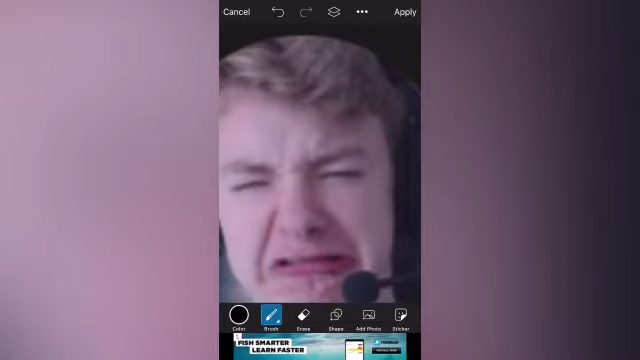 Cancel
Apply
Color
Brush
Erase
Shape
Add Photo
Sticker
FISH SMARTER
LEARN FASTER